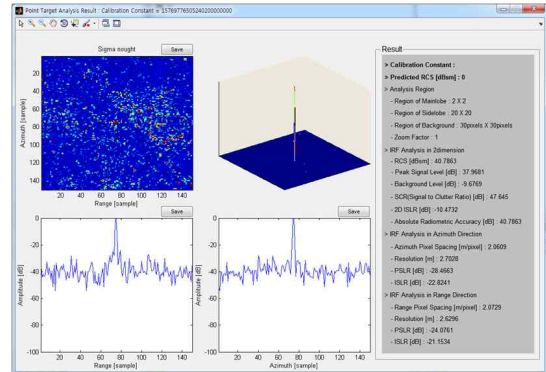 Point Target Analysis Result : Calibration Constant = 15769776505240200000000
Sigma nought
Save
20
40
60
80
100
120
140
Azimuth [sample]
20 40 60 80 100 120 140
Range [sample]
Save
0
-20
-40
-60
-80
-100
Amplitude [dB]
20 40 60 80 100 120 140
Range [sample]
Save
0
-20
-40
-60
-80
-100
Amplitude [dB]
20 40 60 80 100 120 140
Azimuth [sample]
Result
> Calibration Constant :
> Predicted RCS [dBsm] : 0
> Analysis Region
- Region of Mainlobe : 2 X 2
- Region of Sidelobe : 20 X 20
- Region of Background : 30pixels X 30pixels
- Zoom Factor : 1
> IRF Analysis in 2dimension
- RCS [dBsm] : 40.7863
- Peak Signal Level [dB] : 37.9681
- Background Level [dB] : -9.6769
- SCR(Signal to Clutter Ratio) [dB] : 47.645
- 2D ISLR [dB] : -10.4732
- Absolute Radiometric Accuracy [dB] : 40.7863
> IRF Analysis in Azimuth Direction
- Azimuth Pixel Spacing [m/pixel] : 2.0609
- Resolution [m] : 2.7028
- PSLR [dB] : -28.4663
- ISLR [dB] : -22.8241
> IRF Analysis in Range Direction
- Range Pixel Spacing [m/pixel] : 2.0729
- Resolution [m] : 2.6296
- PSLR [dB] : -24.0761
- ISLR [dB] : -21.1534